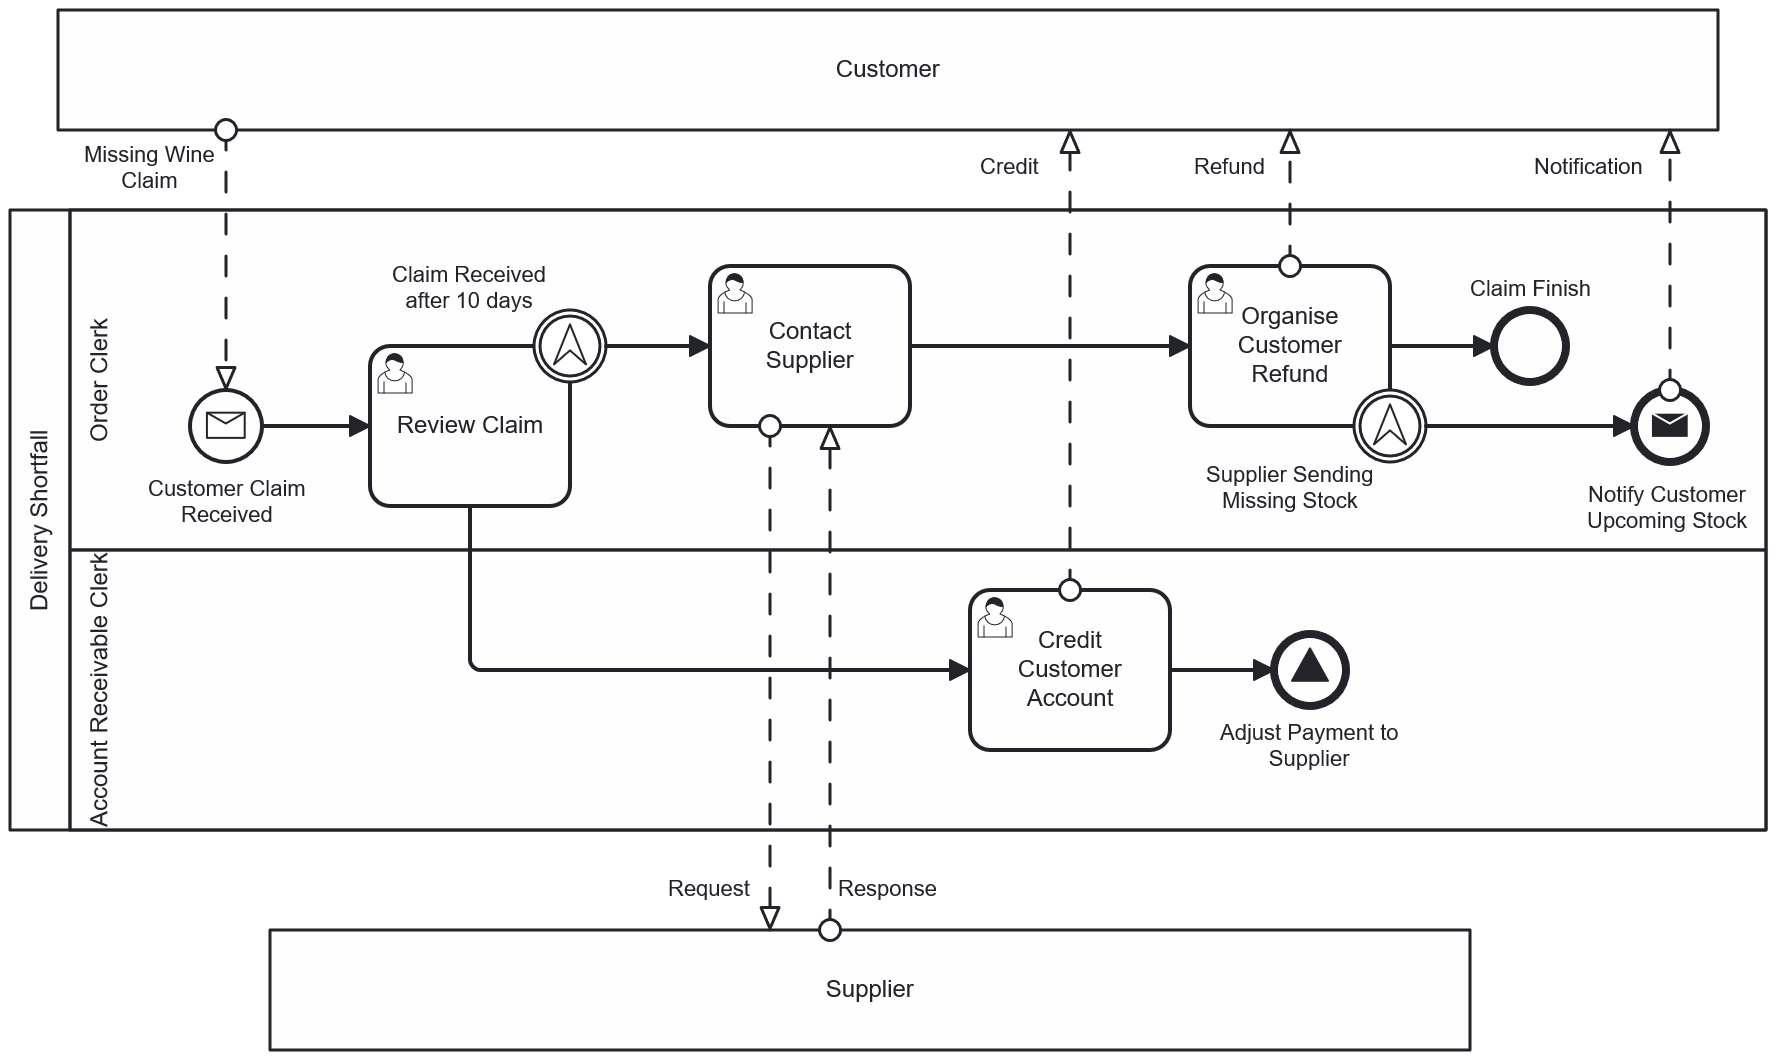 Customer
Missing Wine
Claim
Credit
Refund
Notification
Delivery Shortfall
Order Clerk
Claim Received
after 10 days
Contact
Supplier
Organise
Customer
Refund
Claim Finish
Review Claim
Customer Claim
Received
Supplier Sending
Missing Stock
Notify Customer
Upcoming Stock
Account Receivable Clerk
Credit
Customer
Account
Adjust Payment to
Supplier
Request
Response
Supplier